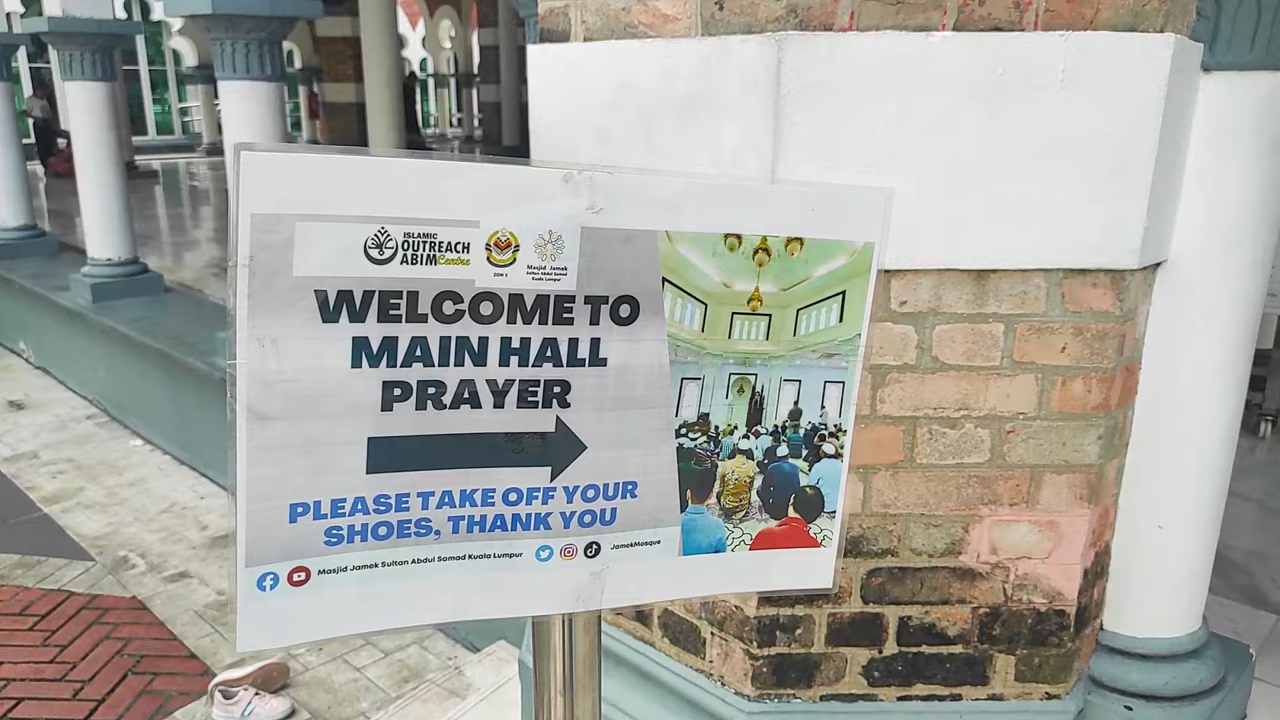 ISLAMIC
OUTREACH
ABIM Centre
ZON 3
Masjid Jamek
Sultan Abdul Samad
Kuala Lumpur
WELCOME TO
MAIN HALL
PRAYER
PLEASE TAKE OFF YOUR
SHOES, THANK YOU
Masjid Jamek Sultan Abdul Samad Kuala Lumpur JamekMosque